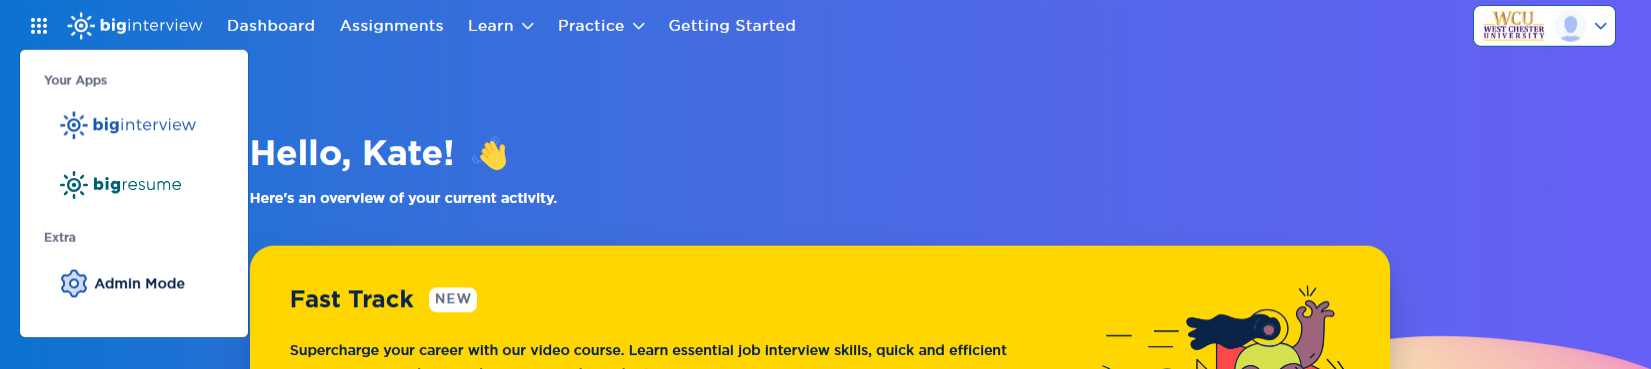 biginterview Dashboard Assignments Learn Practice Getting Started
WCU
WEST CHESTER
UNIVERSITY
Your Apps
biginterview
bigresume
Extra
Admin Mode
Hello, Kate!
Here's an overview of your current activity.
Fast Track NEW
Supercharge your career with our video course. Learn essential job interview skills, quick and efficient